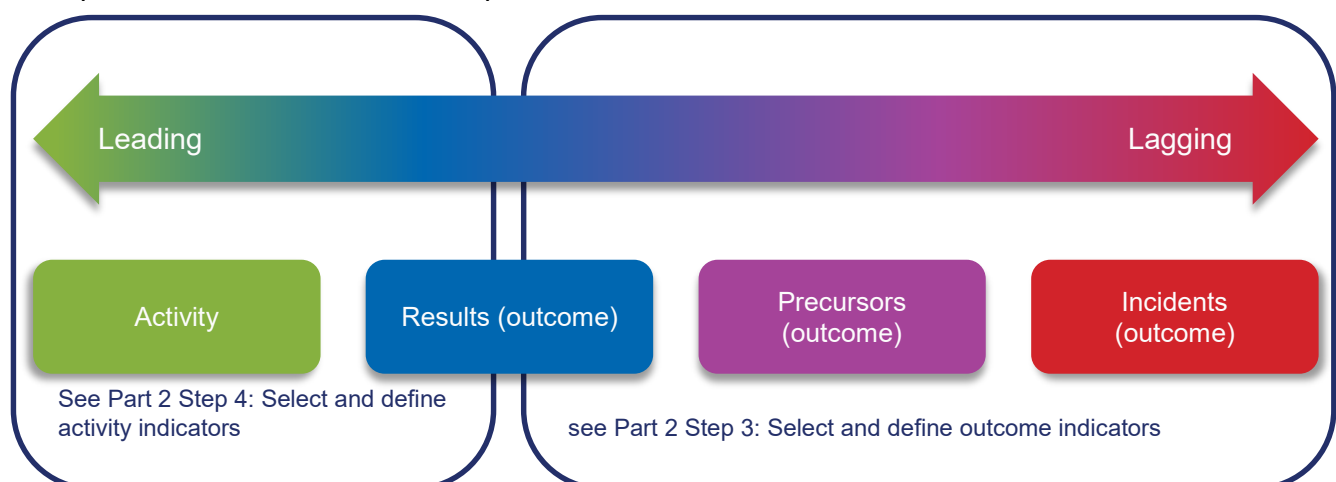 Leading
Lagging
Activity
Results (outcome)
Precursors
(outcome)
Incidents
(outcome)
See Part 2 Step 4: Select and define
activity indicators
see Part 2 Step 3: Select and define outcome indicators